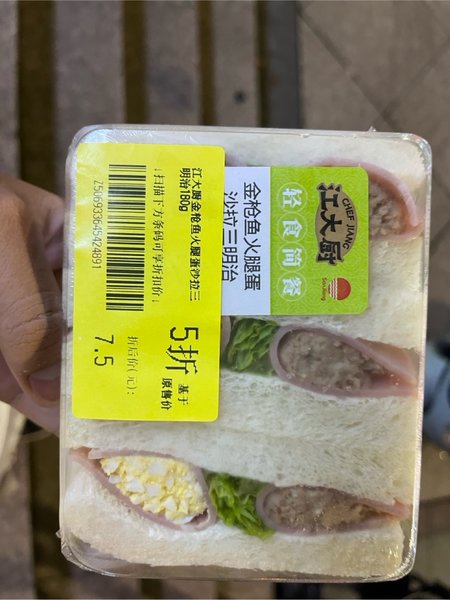 CHEF JIANG
江大厨
轻食简餐
金枪鱼火腿蛋
沙拉三明治
江大厨金枪鱼火腿蛋沙拉三
明治180g
↓扫描下方条码可享折扣价↓
2506933645424891
5折
基于
原售价
折后价(元):
7.5